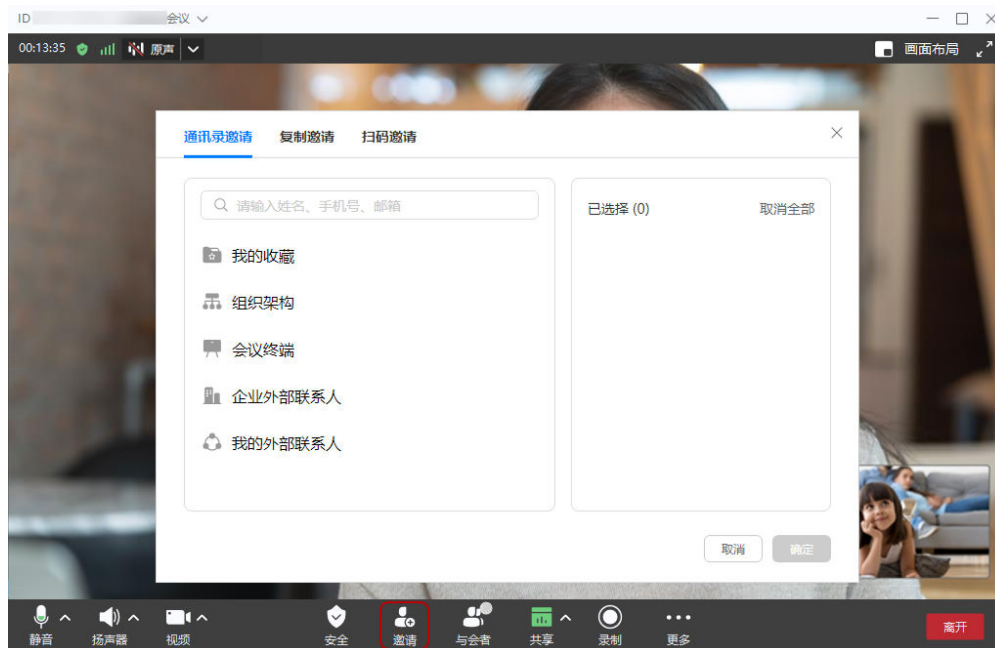 ID 会议
00:13:35 原声 画面布局
通讯录邀请 复制邀请 扫码邀请
请输入姓名、手机号、邮箱
已选择 (0) 取消全部
我的收藏
组织架构
会议终端
企业外部联系人
我的外部联系人
取消 确定
静音 扬声器 视频 安全 邀请 与会者 共享 录制 更多 离开